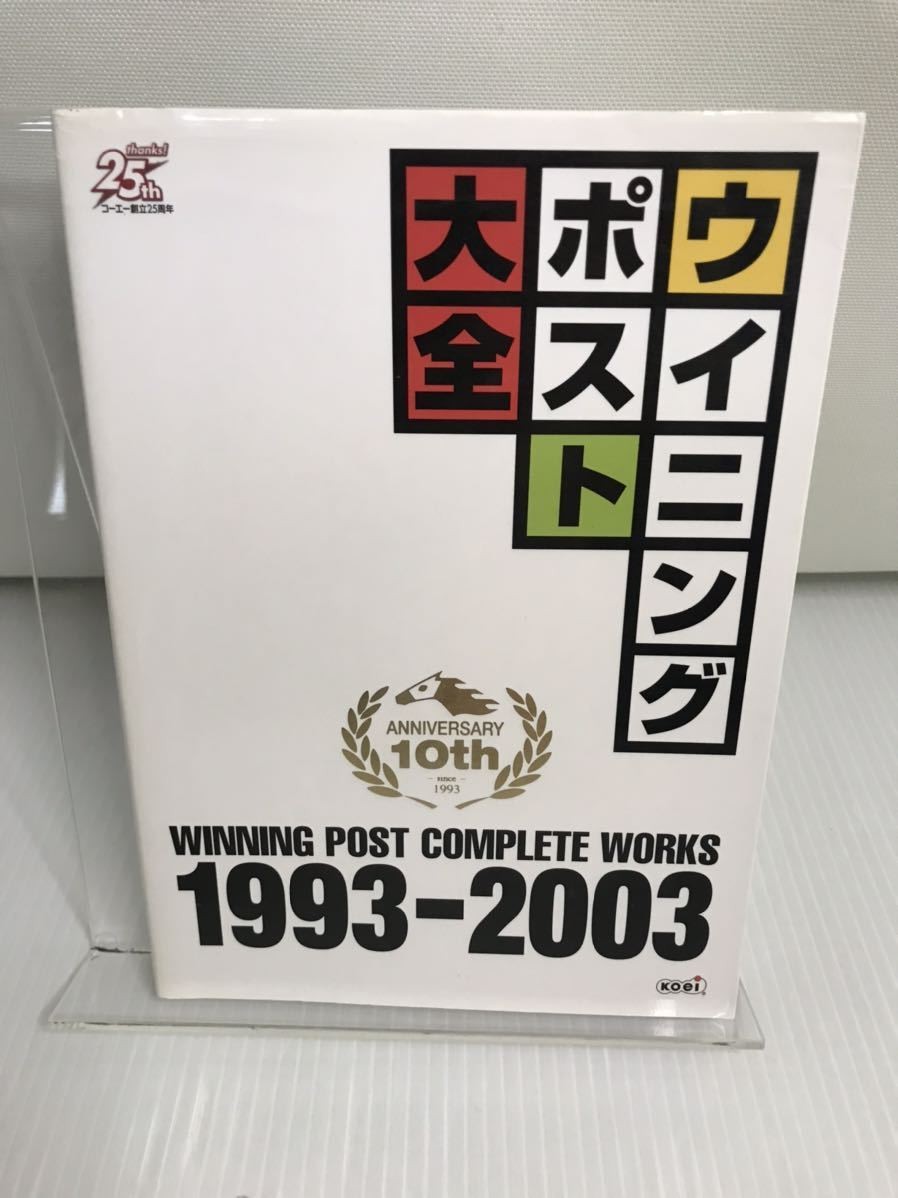 thanks!
25th
コーエー創立25周年
ウイニング
ポスト
大全
ANNIVERSARY
10th
- since -
1993
WINNING POST COMPLETE WORKS
1993-2003
KOEI